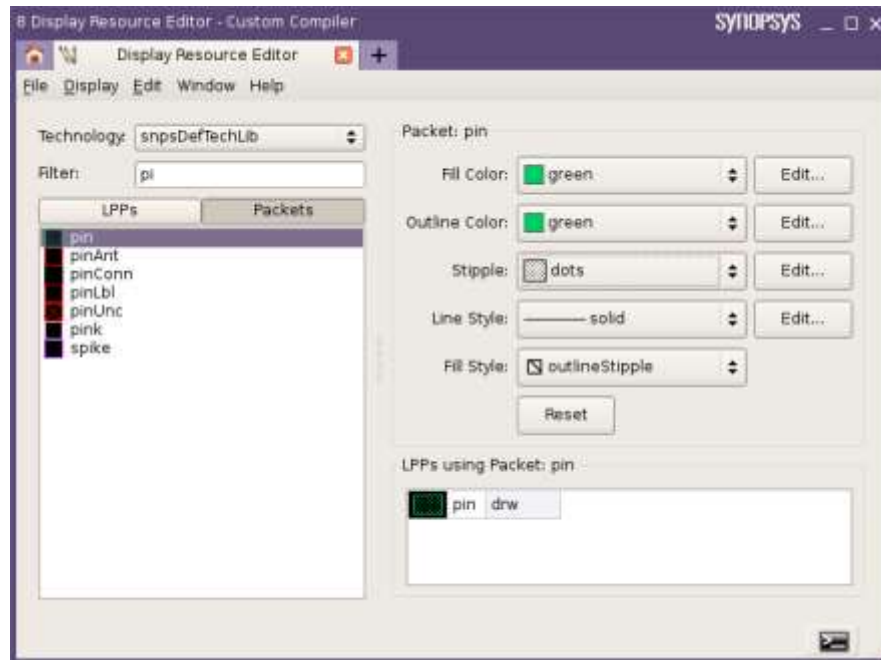 8 Display Resource Editor - Custom Compiler
SYNOPSYS
Display Resource Editor
File Display Edit Window Help
Technology: snpsDefTechLib
Filter: pi
LPPs Packets
pin
pinAnt
pinConn
pinLbl
pinUnc
pink
spike
Packet: pin
Fill Color: green Edit...
Outline Color: green Edit...
Stipple: dots Edit...
Line Style: solid Edit...
Fill Style: outlineStipple
Reset
LPPs using Packet: pin
pin drw